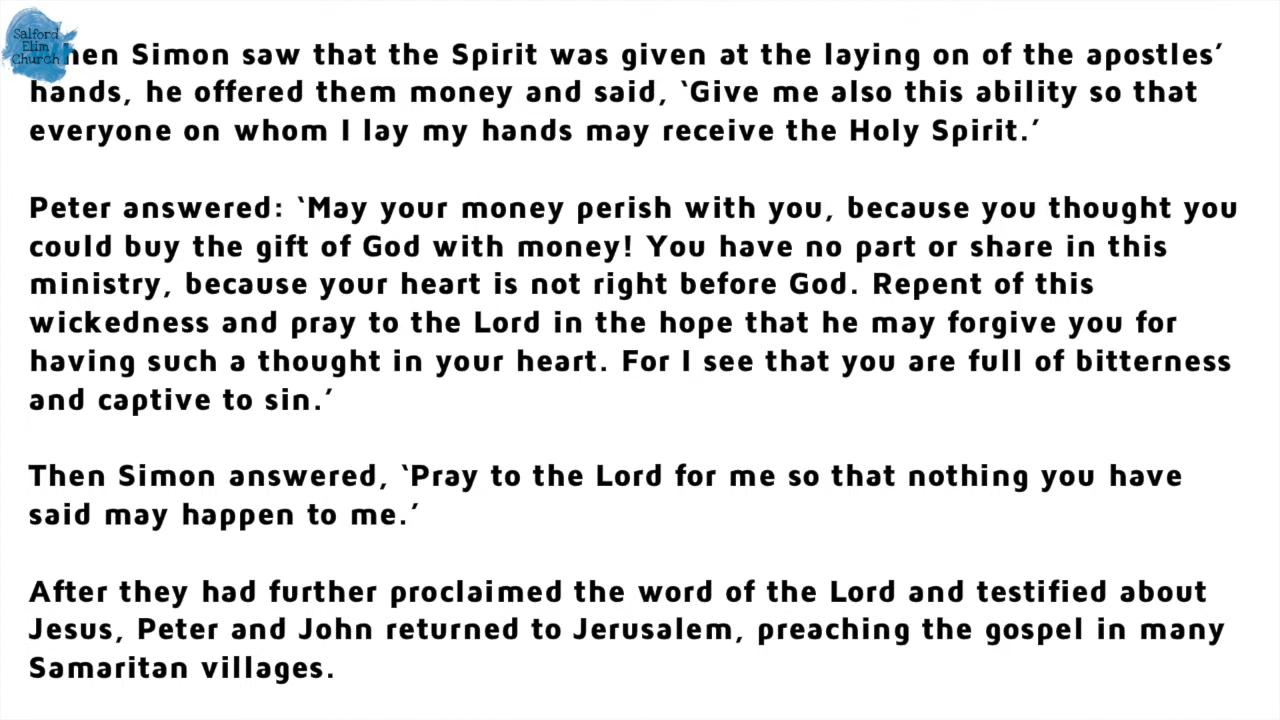 Salford
Elim
Church
When Simon saw that the Spirit was given at the laying on of the apostles’
hands, he offered them money and said, ‘Give me also this ability so that
everyone on whom I lay my hands may receive the Holy Spirit.’
Peter answered: ‘May your money perish with you, because you thought you
could buy the gift of God with money! You have no part or share in this
ministry, because your heart is not right before God. Repent of this
wickedness and pray to the Lord in the hope that he may forgive you for
having such a thought in your heart. For I see that you are full of bitterness
and captive to sin.’
Then Simon answered, ‘Pray to the Lord for me so that nothing you have
said may happen to me.’
After they had further proclaimed the word of the Lord and testified about
Jesus, Peter and John returned to Jerusalem, preaching the gospel in many
Samaritan villages.